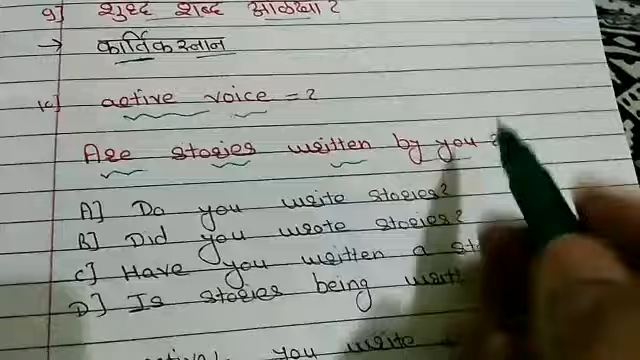 9] शुध्द शब्द ओळखा?
→ कार्तिकस्नान
10] active voice = ?
Are stories written by you ?
A] Do you write stories?
B] Did you wrote stories?
C] Have you written a
D] Is stories being
you write